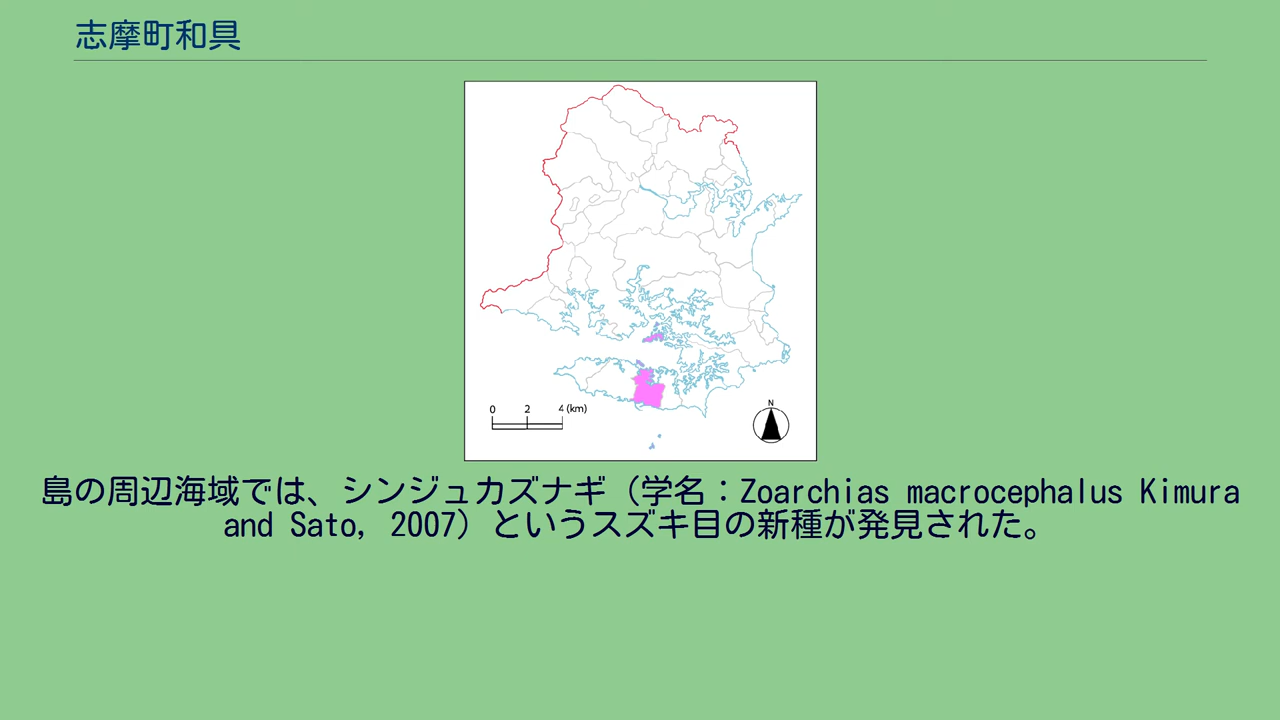 志摩町和具
N
0 2 4 (km)
島の周辺海域では、シンジュカズナギ（学名：Zoarchias macrocephalus Kimura
and Sato, 2007）というスズキ目の新種が発見された。